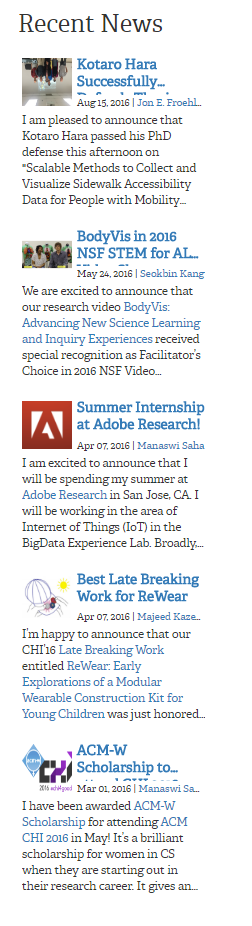 Recent News
Kotaro Hara
Successfully...
Aug 15, 2016 | Jon E. Froehl...
I am pleased to announce that
Kotaro Hara passed his PhD
defense this afternoon on
"Scalable Methods to Collect and
Visualize Sidewalk Accessibility
Data for People with Mobility...
BodyVis in 2016
NSF STEM for AL...
May 24, 2016 | Seokbin Kang
We are excited to announce that
our research video BodyVis:
Advancing New Science Learning
and Inquiry Experiences received
special recognition as Facilitator's
Choice in 2016 NSF Video...
Summer Internship
at Adobe Research!
Apr 07, 2016 | Manaswi Saha
I am excited to announce that I
will be spending my summer at
Adobe Research in San Jose, CA. I
will be working in the area of
Internet of Things (IoT) in the
BigData Experience Lab. Broadly,...
Best Late Breaking
Work for ReWear
Apr 07, 2016 | Majeed Kaze...
I'm happy to announce that our
CHI'16 Late Breaking Work
entitled ReWear: Early
Explorations of a Modular
Wearable Construction Kit for
Young Children was just honored...
ACM-W
Scholarship to...
Mar 01, 2016 | Manaswi Sa...
I have been awarded ACM-W
Scholarship for attending ACM
CHI 2016 in May! It's a brilliant
scholarship for women in CS
when they are starting out in
their research career. It gives an...